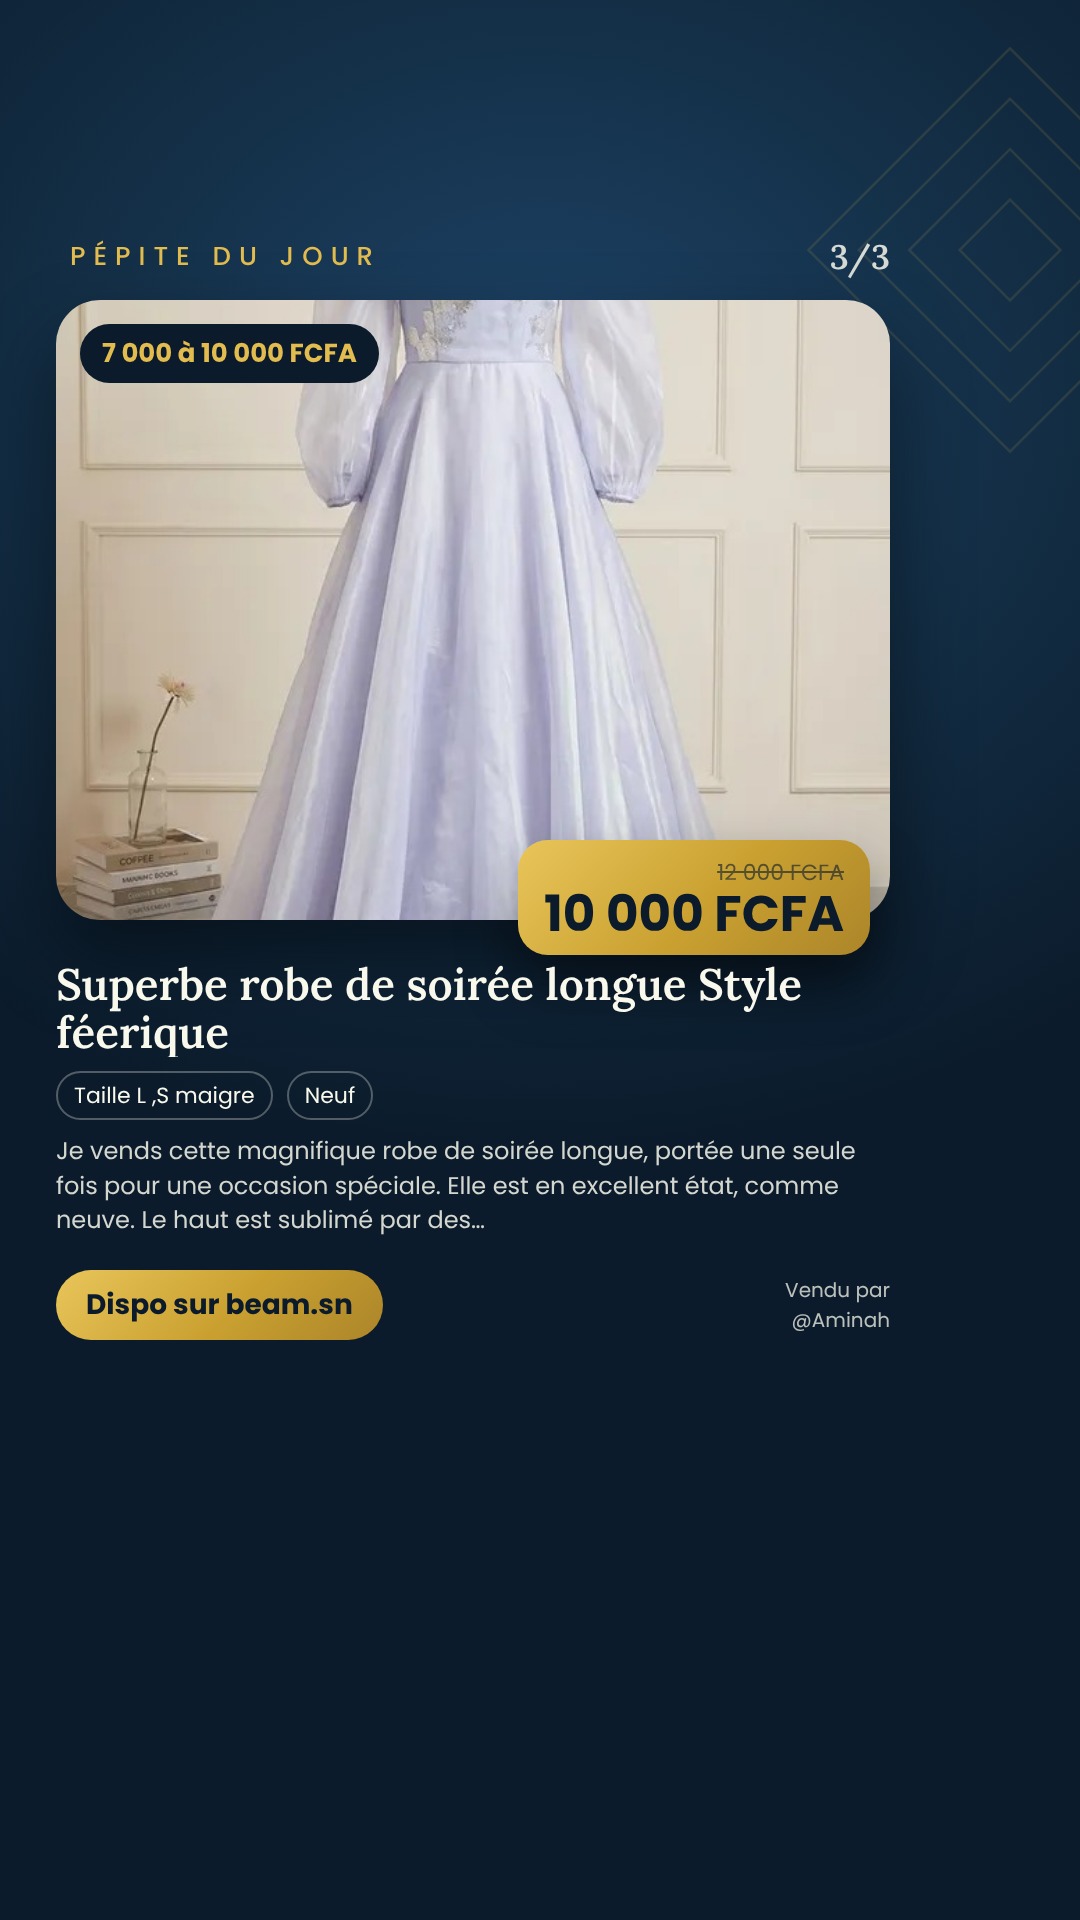 PÉPITE DU JOUR
3/3
7 000 à 10 000 FCFA
COFFEE
12 000 FCFA
10 000 FCFA
Superbe robe de soirée longue Style
féerique
Taille L ,S maigre
Neuf
Je vends cette magnifique robe de soirée longue, portée une seule
fois pour une occasion spéciale. Elle est en excellent état, comme
neuve. Le haut est sublimé par des...
Dispo sur beam.sn
Vendu par
@Aminah